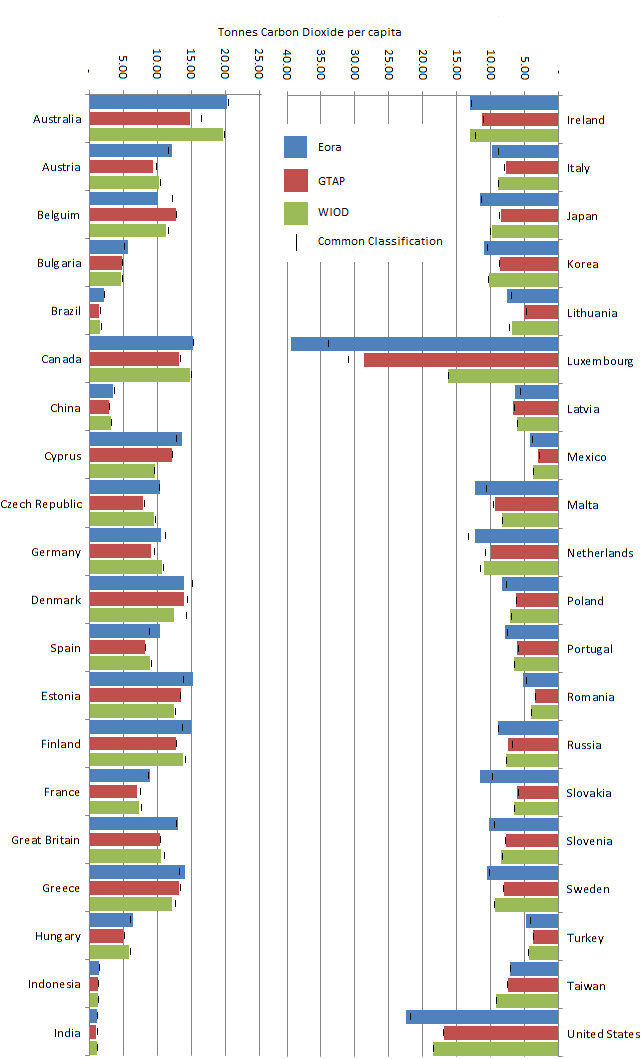 Tonnes Carbon Dioxide per capita
- 5.00 10.00 15.00 20.00 25.00
40.00 35.00 30.00 25.00 20.00 15.00 10.00 5.00 -
Eora
GTAP
WIOD
Common Classification
Australia
Austria
Belguim
Bulgaria
Brazil
Canada
China
Cyprus
Czech Republic
Germany
Denmark
Spain
Estonia
Finland
France
Great Britain
Greece
Hungary
Indonesia
India
Ireland
Italy
Japan
Korea
Lithuania
Luxembourg
Latvia
Mexico
Malta
Netherlands
Poland
Portugal
Romania
Russia
Slovakia
Slovenia
Sweden
Turkey
Taiwan
United States